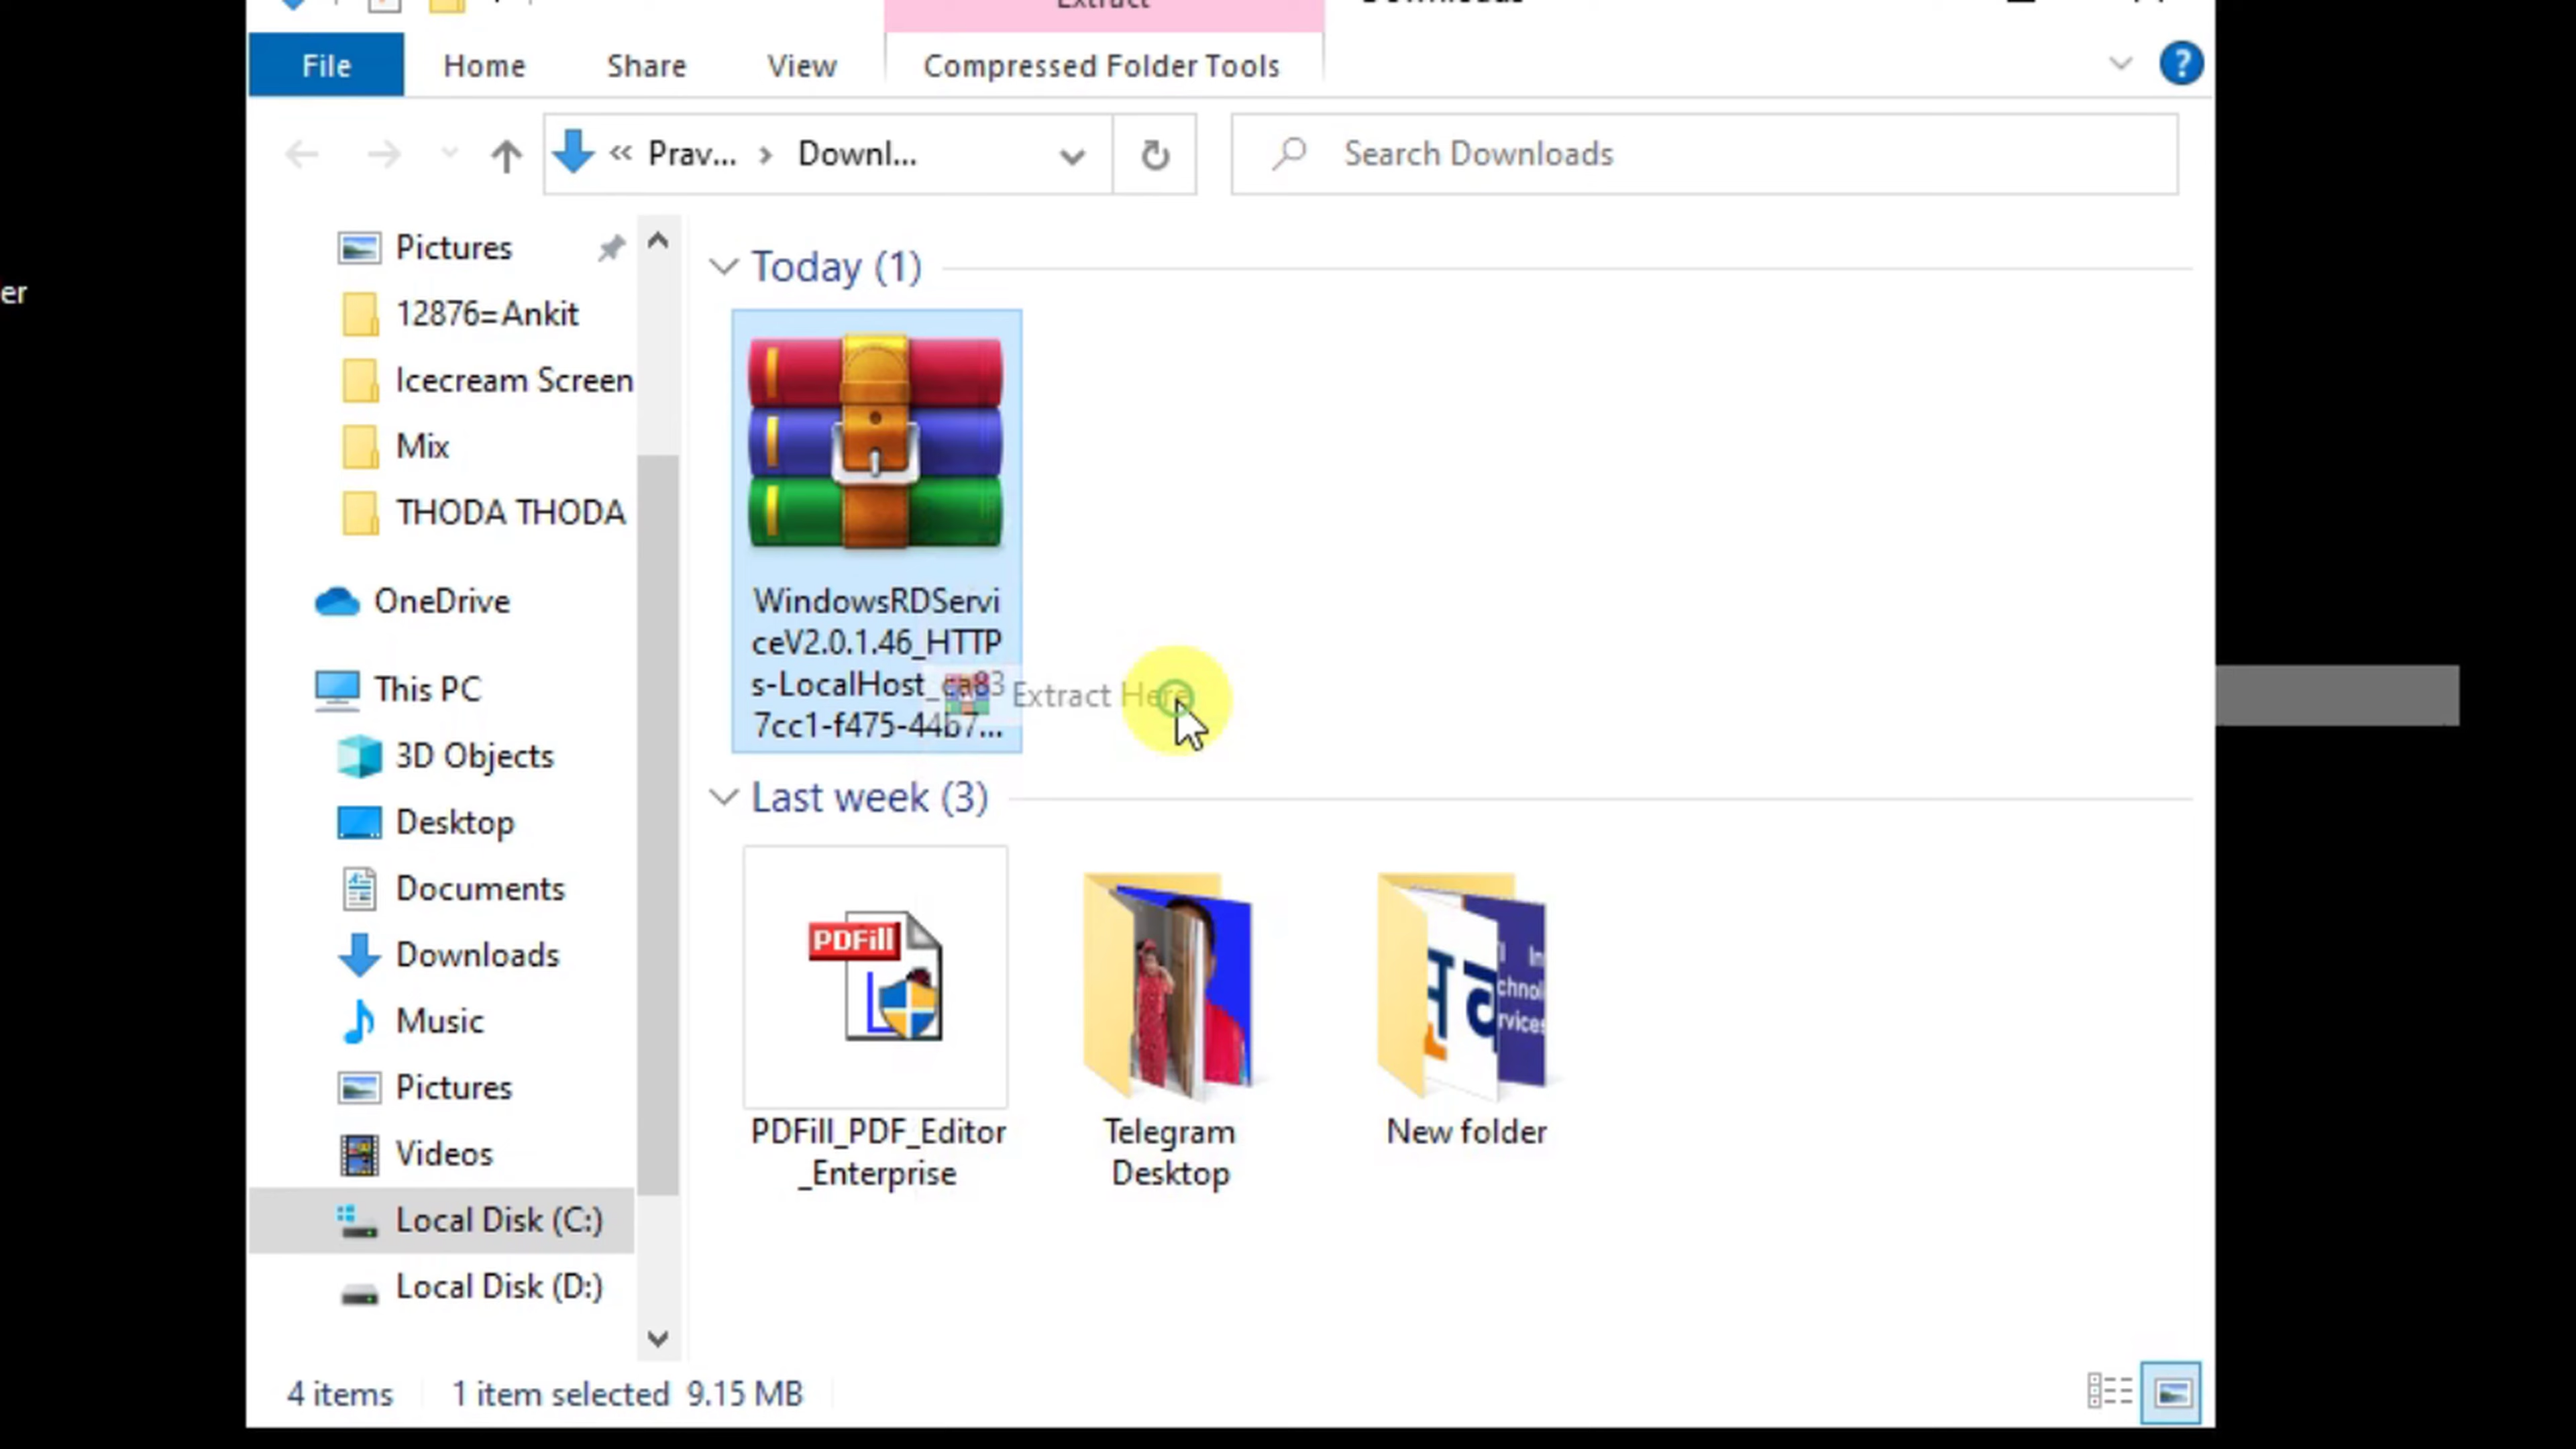 Extract
Downloads
File
Home
Share
View
Compressed Folder Tools
?
« Prav... › Downl...
Search Downloads
er
Pictures
12876=Ankit
Icecream Screen
Mix
THODA THODA
OneDrive
This PC
3D Objects
Desktop
Documents
Downloads
Music
Pictures
Videos
Local Disk (C:)
Local Disk (D:)
Today (1)
WindowsRDServi
ceV2.0.1.46_HTTP
s-LocalHost_ca83
7cc1-f475-44b7...
Extract Here
Last week (3)
PDFill
PDFill_PDF_Editor
_Enterprise
Telegram
Desktop
New folder
4 items
1 item selected 9.15 MB